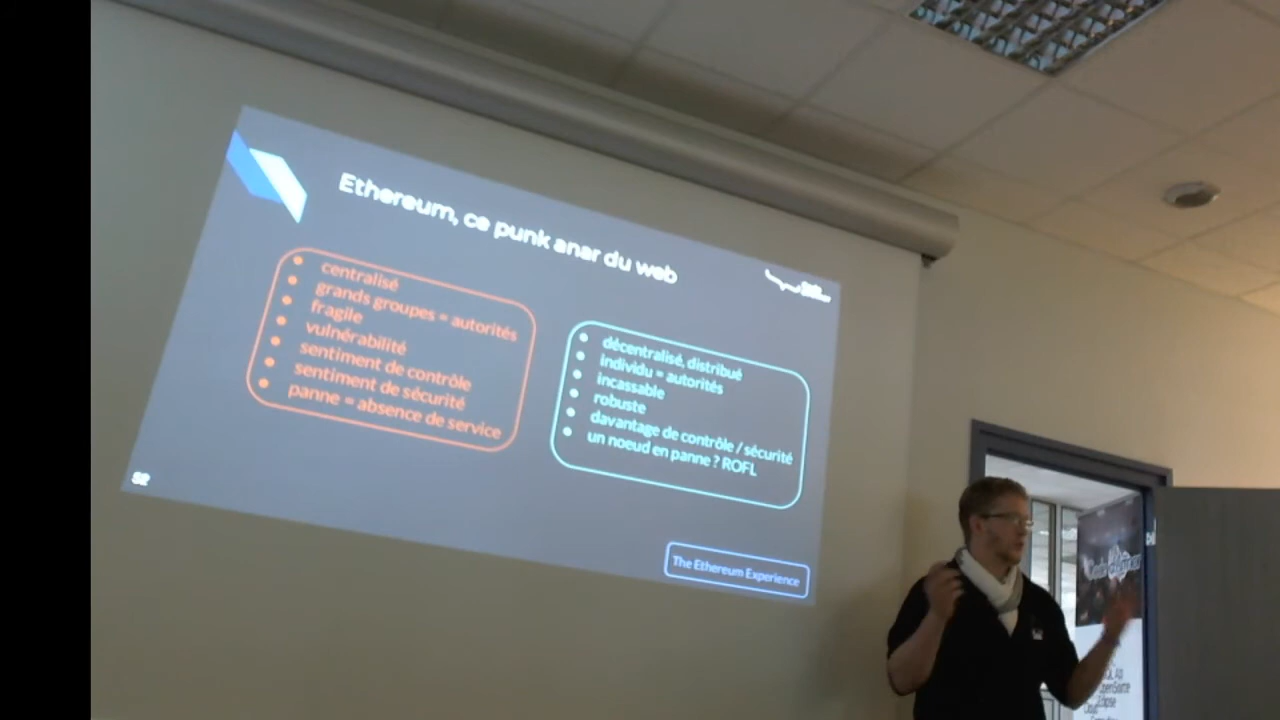 Ethereum, ce punk anar du web
centralisé
grands groupes = autorités
fragile
vulnérabilité
sentiment de contrôle
sentiment de sécurité
panne = absence de service
décentralisé, distribué
individu = autorités
incassable
robuste
davantage de contrôle / sécurité
un noeud en panne ? ROFL
The Ethereum Experience
Eclipse